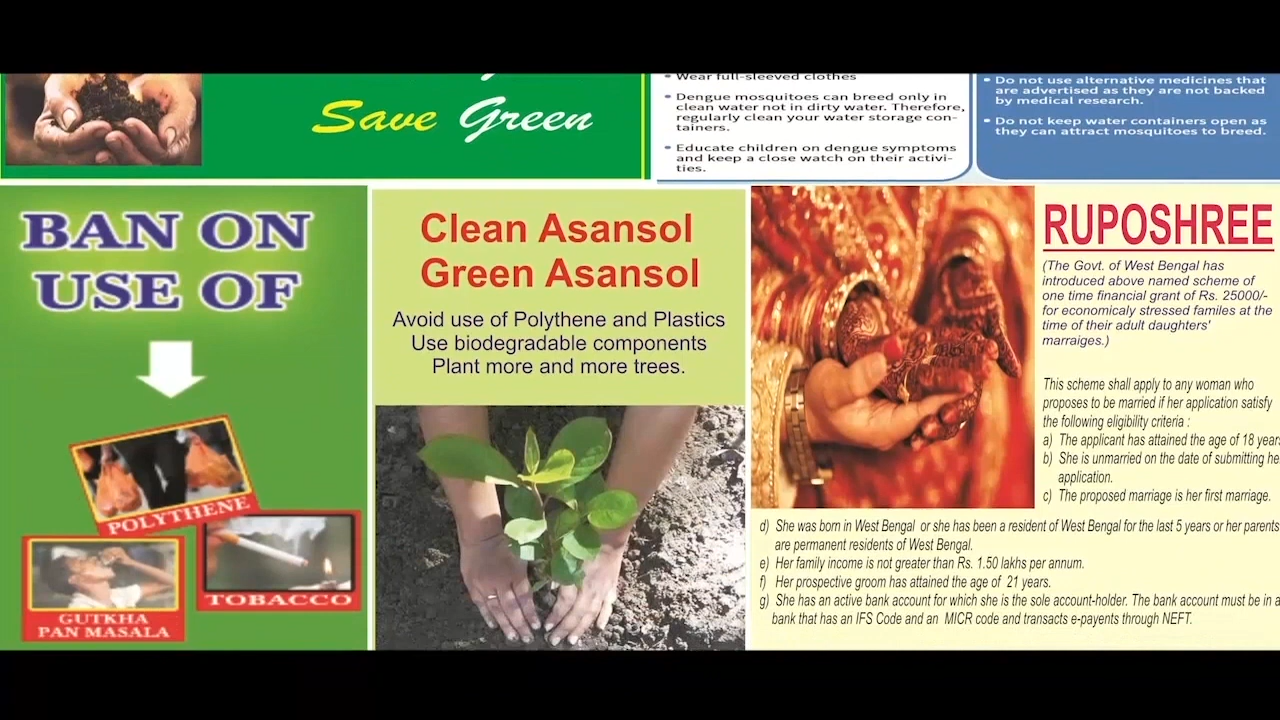 Save Green
Wear full-sleeved clothes
Dengue mosquitoes can breed only in
clean water not in dirty water. Therefore,
regularly clean your water storage con-
tainers.
Educate children on dengue symptoms
and keep a close watch on their activi-
ties.
Do not use alternative medicines that
are advertised as they are not backed
by medical research.
Do not keep water containers open as
they can attract mosquitoes to breed.
BAN ON
USE OF
POLYTHENE
GUTKHA
PAN MASALA
TOBACCO
Clean Asansol
Green Asansol
Avoid use of Polythene and Plastics
Use biodegradable components
Plant more and more trees.
RUPOSHREE
(The Govt. of West Bengal has
introduced above named scheme of
one time financial grant of Rs. 25000/-
for economicaly stressed familes at the
time of their adult daughters'
marraiges.)
This scheme shall apply to any woman who
proposes to be married if her application satisfy
the following eligibility criteria :
a) The applicant has attained the age of 18 years
b) She is unmarried on the date of submitting he
application.
c) The proposed marriage is her first marriage.
d) She was born in West Bengal or she has been a resident of West Bengal for the last 5 years or her parents
are permanent residents of West Bengal.
e) Her family income is not greater than Rs. 1.50 lakhs per annum.
f) Her prospective groom has attained the age of 21 years.
g) She has an active bank account for which she is the sole account-holder. The bank account must be in a
bank that has an IFS Code and an MICR code and transacts e-payents through NEFT.